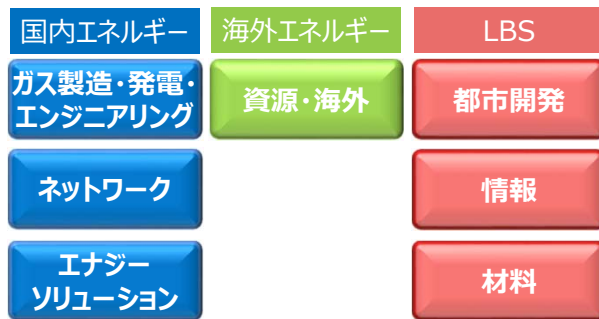 国内エネルギー
海外エネルギー
LBS
ガス製造・発電・
エンジニアリング
資源・海外
都市開発
ネットワーク
情報
エナジー
ソリューション
材料